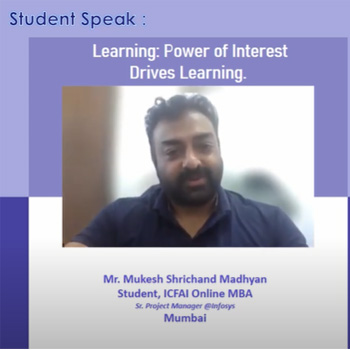 Student Speak :
Learning: Power of Interest
Drives Learning.
Mr. Mukesh Shrichand Madhyan
Student, ICFAI Online MBA
Sr. Project Manager @Infosys
Mumbai